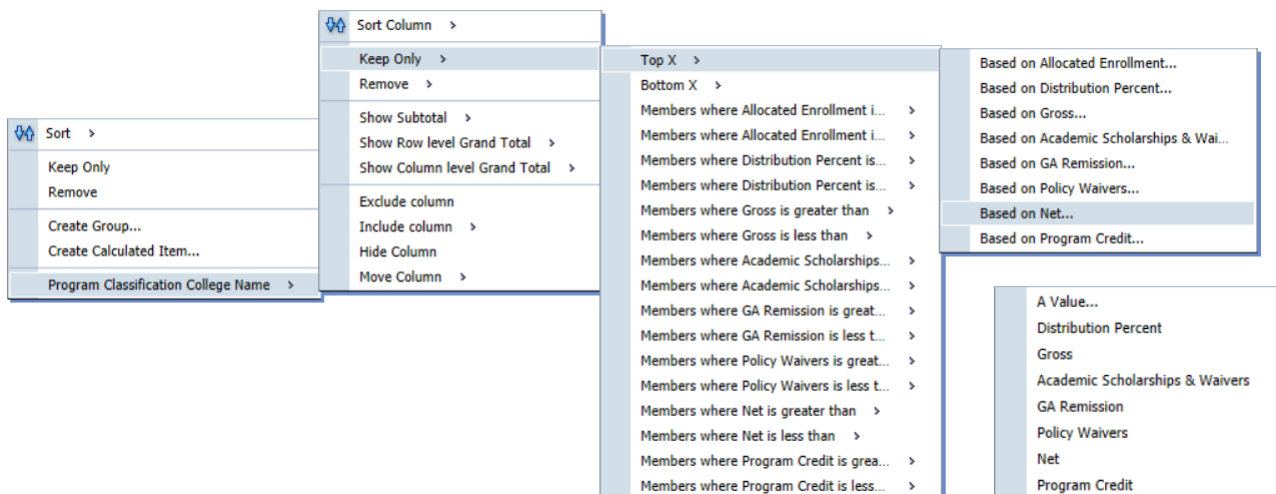 Sort >
Keep Only
Remove
Create Group...
Create Calculated Item...
Program Classification College Name >
Sort Column >
Keep Only >
Remove >
Show Subtotal >
Show Row level Grand Total >
Show Column level Grand Total >
Exclude column
Include column >
Hide Column
Move Column >
Top X >
Bottom X >
Members where Allocated Enrollment i... >
Members where Allocated Enrollment i... >
Members where Distribution Percent is... >
Members where Distribution Percent is... >
Members where Gross is greater than >
Members where Gross is less than >
Members where Academic Scholarships... >
Members where Academic Scholarships... >
Members where GA Remission is great... >
Members where GA Remission is less t... >
Members where Policy Waivers is great... >
Members where Policy Waivers is less t... >
Members where Net is greater than >
Members where Net is less than >
Members where Program Credit is grea... >
Members where Program Credit is less... >
Based on Allocated Enrollment...
Based on Distribution Percent...
Based on Gross...
Based on Academic Scholarships & Wai...
Based on GA Remission...
Based on Policy Waivers...
Based on Net...
Based on Program Credit...
A Value...
Distribution Percent
Gross
Academic Scholarships & Waivers
GA Remission
Policy Waivers
Net
Program Credit